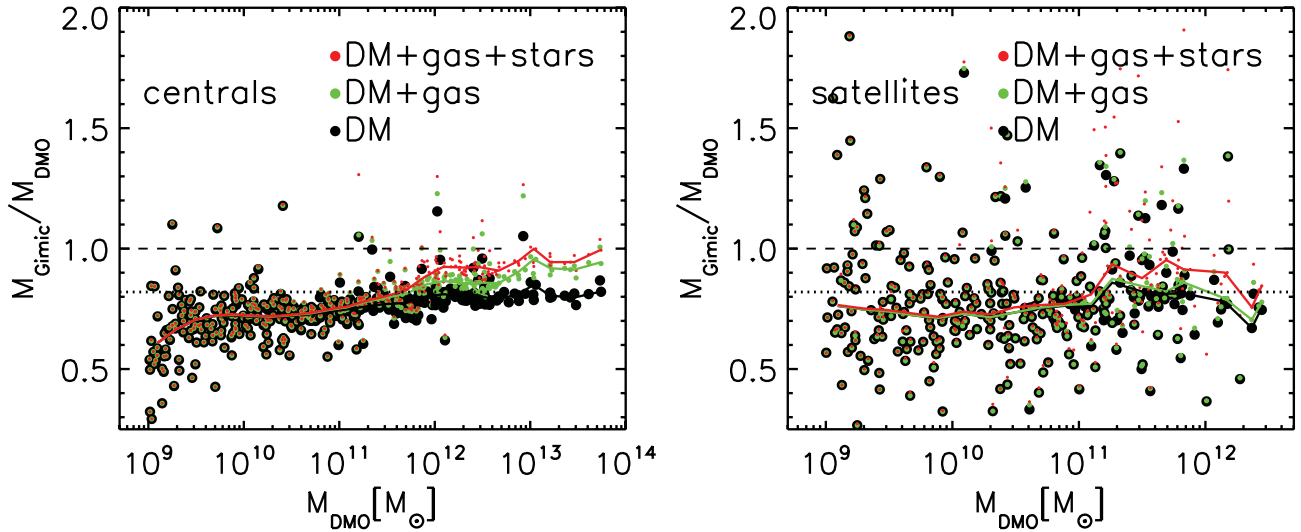 2.0
1.5
1.0
0.5
M_Gimic/M_DMO
centrals
DM+gas+stars
DM+gas
DM
10^9 10^10 10^11 10^12 10^13 10^14
M_DMO[M_⊙]
2.0
1.5
1.0
0.5
M_Gimic/M_DMO
satellites
DM+gas+stars
DM+gas
DM
10^9 10^10 10^11 10^12
M_DMO[M_⊙]